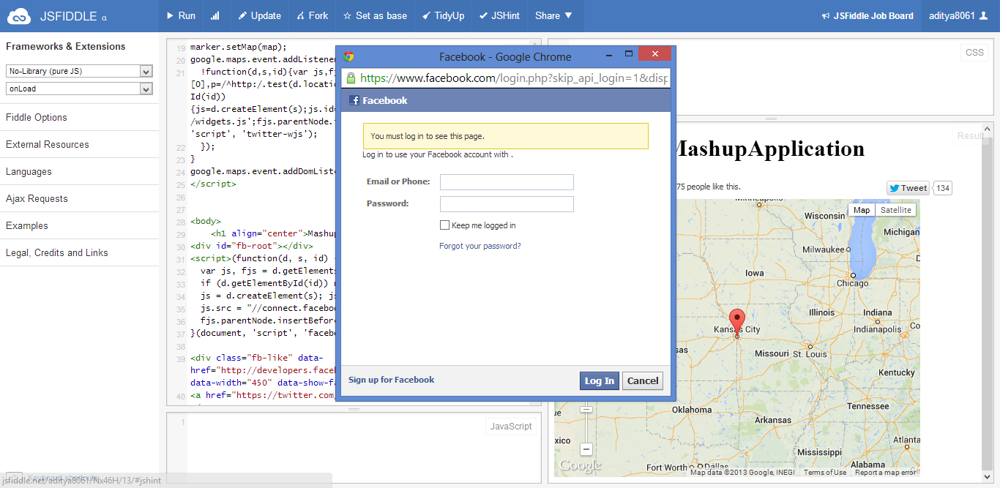 JSFIDDLE α
Run
Update
Fork
Set as base
TidyUp
JSHint
Share ▼
JSFiddle Job Board
aditya8061
Frameworks & Extensions
No-Library (pure JS)
onLoad
Fiddle Options
External Resources
Languages
Ajax Requests
Examples
Legal, Credits and Links
Keyboard shortcuts
jsfiddle.net/aditya8061/Nx46H/13/#jshint
19 marker.setMap(map);
20 google.maps.event.addListene
21 !function(d,s,id){var js,fj
[0],p=/^http:/.test(d.locatio
Id(id))
{js=d.createElement(s);js.id=
/widgets.js';fjs.parentNode.
'script', 'twitter-wjs');
22 });
23 }
24 google.maps.event.addDomListe
25 </script>
26
27
28 <body>
29 <h1 align="center">Mashup
30 <div id="fb-root"></div>
31 <script>(function(d, s, id)
32 var js, fjs = d.getElements
33 if (d.getElementById(id))
34 js = d.createElement(s); js
35 js.src = "//connect.faceboo
36 fjs.parentNode.insertBefor
37 }(document, 'script', 'facebo
38
39 <div class="fb-like" data-
href="http://developers.faceb
data-width="450" data-show-fa
40 <a href="https://twitter.com
1
JavaScript
CSS
Result
Facebook - Google Chrome
https://www.facebook.com/login.php?skip_api_login=1&disp
Facebook
You must log in to see this page.
Log in to use your Facebook account with .
Email or Phone:
Password:
Keep me logged in
Forgot your password?
Sign up for Facebook
Log In
Cancel
MashupApplication
75 people like this.
Tweet
134
Map
Satellite
Minneapolis
Wisconsin
Michigan
Milwaukee
Iowa
Chicago
Illinois
Indiana
Indianapolis
Kansas City
Missouri
St. Louis
Kentucky
Tennessee
Oklahoma
Arkansas
Atlanta
Mississippi
Alabama
Fort Worth
Dallas
xico
Google
Map data ©2013 Google, INEGI
Terms of Use
Report a map error